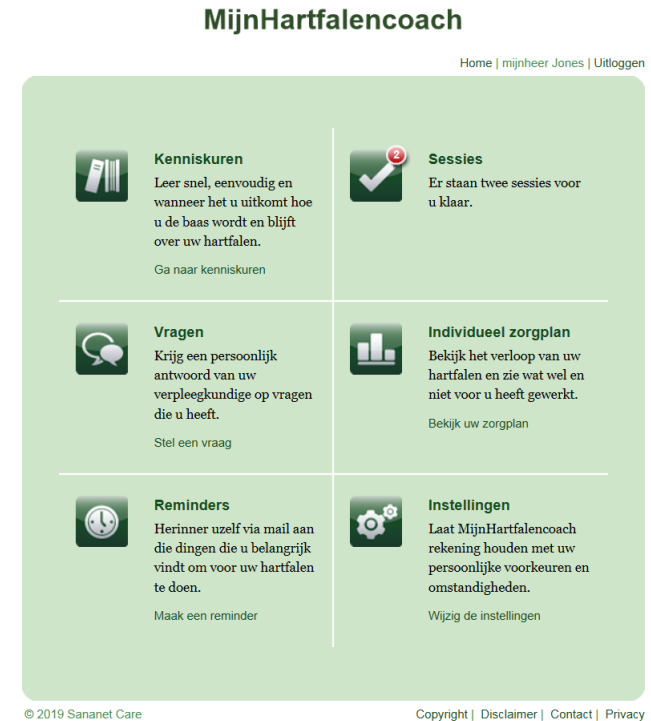 MijnHartfalencoach
Home | mijnheer Jones | Uitloggen
Kenniskuren
Leer snel, eenvoudig en
wanneer het u uitkomt hoe
u de baas wordt en blijft
over uw hartfalen.
Ga naar kenniskuren
2
Sessies
Er staan twee sessies voor
u klaar.
Vragen
Krijg een persoonlijk
antwoord van uw
verpleegkundige op vragen
die u heeft.
Stel een vraag
Individueel zorgplan
Bekijk het verloop van uw
hartfalen en zie wat wel en
niet voor u heeft gewerkt.
Bekijk uw zorgplan
Reminders
Herinner uzelf via mail aan
die dingen die u belangrijk
vindt om voor uw hartfalen
te doen.
Maak een reminder
Instellingen
Laat MijnHartfalencoach
rekening houden met uw
persoonlijke voorkeuren en
omstandigheden.
Wijzig de instellingen
© 2019 Sananet Care
Copyright | Disclaimer | Contact | Privacy